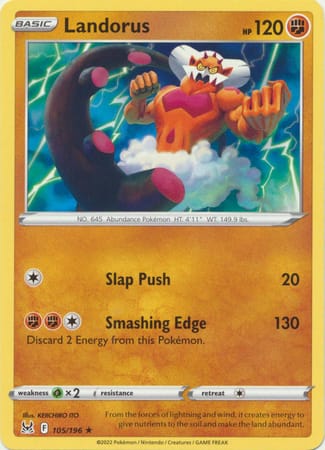 BASIC Landorus HP 120
NO. 645 Abundance Pokémon HT. 4'11" WT. 149.9 lbs.
Slap Push 20
Smashing Edge 130
Discard 2 Energy from this Pokémon.
weakness ×2 resistance retreat
Illus. KEIICHIRO ITO
F 105/196 ★
From the forces of lightning and wind, it creates energy to
give nutrients to the soil and make the land abundant.
©2022 Pokémon / Nintendo / Creatures / GAME FREAK